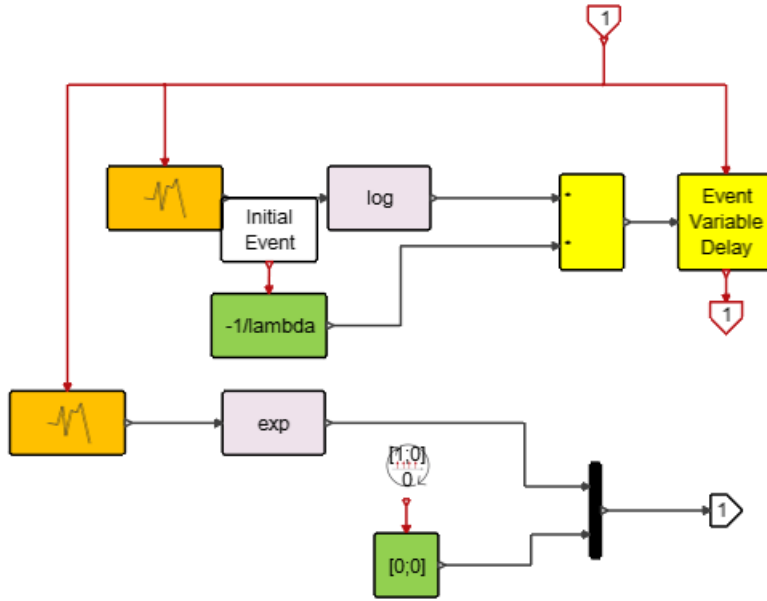 1
log
Initial
Event
Event
Variable
Delay
-1/lambda
1
exp
[1;0]
0
1
[0;0]